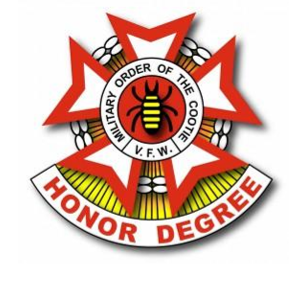 MILITARY ORDER OF THE COOTIE
V.F.W.
HONOR DEGREE